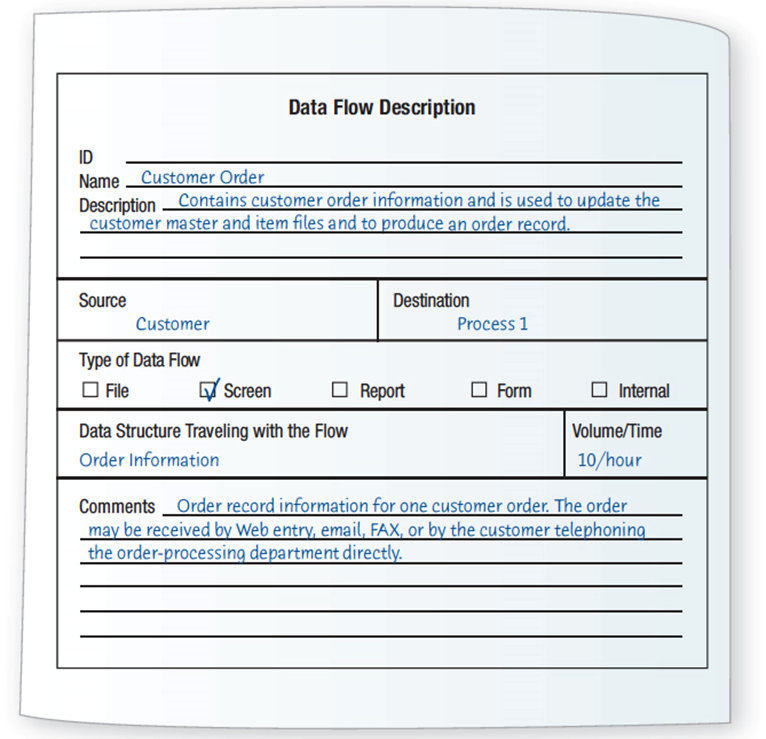 Data Flow Description
ID
Name Customer Order
Description Contains customer order information and is used to update the
customer master and item files and to produce an order record.
Source Destination
Customer Process 1
Type of Data Flow
File Screen Report Form Internal
Data Structure Traveling with the Flow Volume/Time
Order Information 10/hour
Comments Order record information for one customer order. The order
may be received by Web entry, email, FAX, or by the customer telephoning
the order-processing department directly.